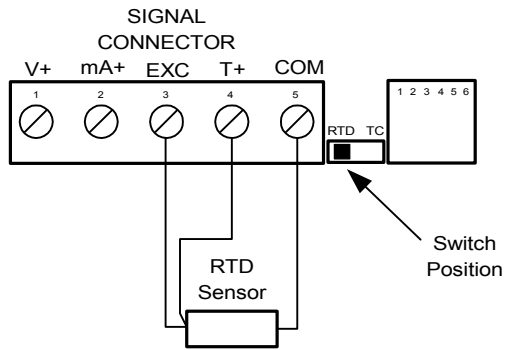 SIGNAL
CONNECTOR
V+ mA+ EXC T+ COM
1 2 3 4 5
1 2 3 4 5 6
RTD TC
Switch
Position
RTD
Sensor